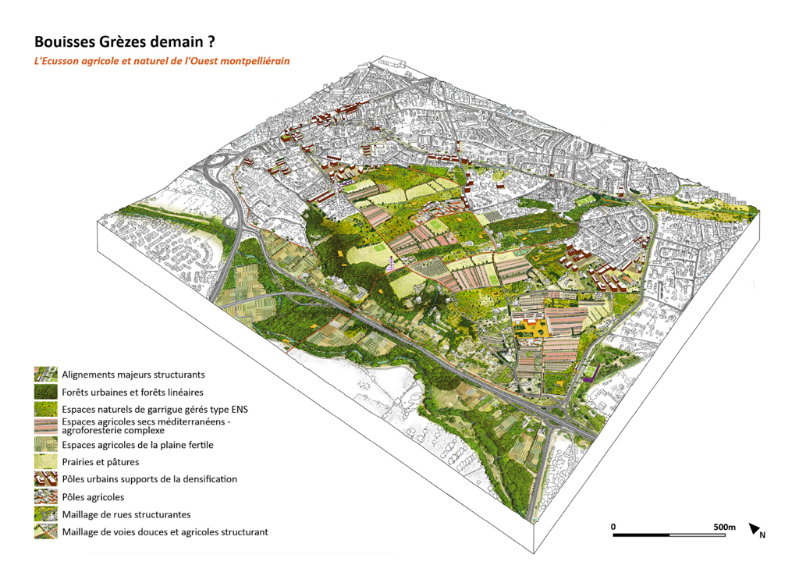 Bouisses Grèzes demain ?
L'Ecusson agricole et naturel de l'Ouest montpelliérain
Alignements majeurs structurants
Forêts urbaines et forêts linéaires
Espaces naturels de garrigue gérés type ENS
Espaces agricoles secs méditerranéens -
agroforesterie complexe
Espaces agricoles de la plaine fertile
Prairies et pâtures
Pôles urbains supports de la densification
Pôles agricoles
Maillage de rues structurantes
Maillage de voies douces et agricoles structurant
0 500m
N